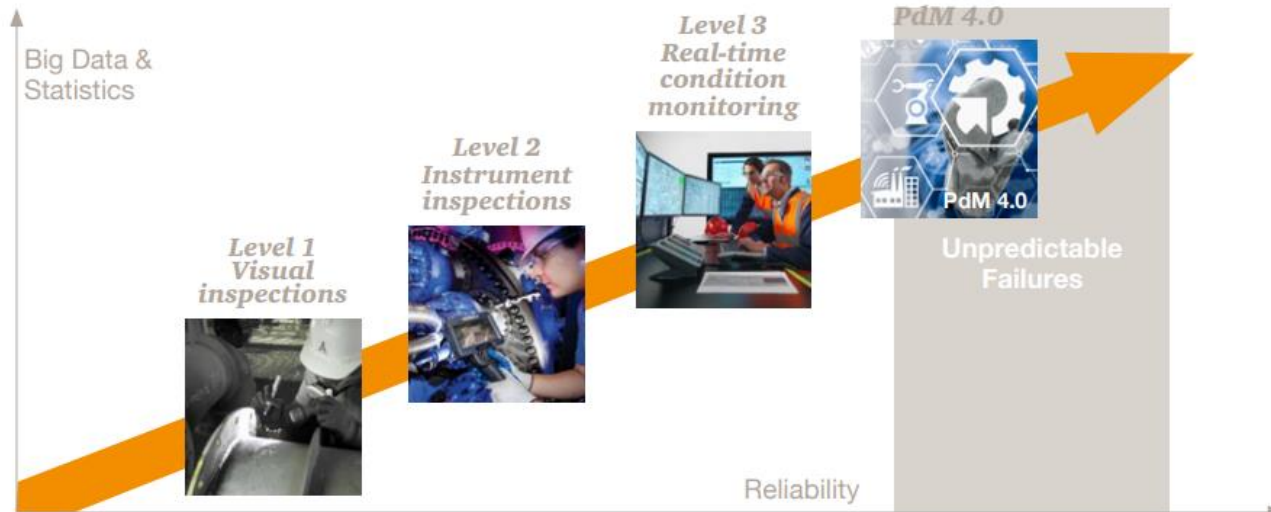 PdM 4.0
Big Data &
Statistics
Level 3
Real-time
condition
monitoring
Level 2
Instrument
inspections
PdM 4.0
Level 1
Visual
inspections
Unpredictable
Failures
Reliability